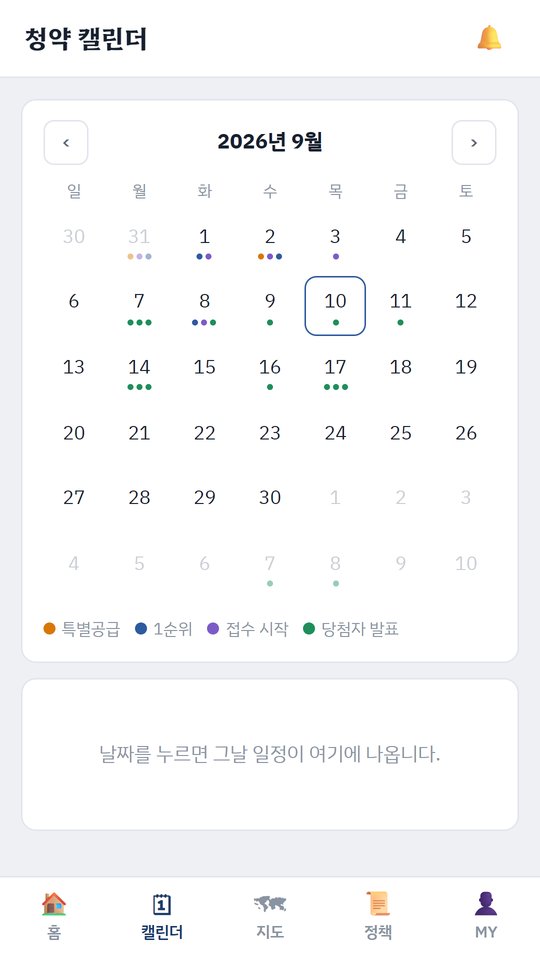 청약 캘린더
‹ 2026년 9월 ›
일 월 화 수 목 금 토
30 31 1 2 3 4 5
6 7 8 9 10 11 12
13 14 15 16 17 18 19
20 21 22 23 24 25 26
27 28 29 30 1 2 3
4 5 6 7 8 9 10
특별공급 1순위 접수 시작 당첨자 발표
날짜를 누르면 그날 일정이 여기에 나옵니다.
홈 캘린더 지도 정책 MY